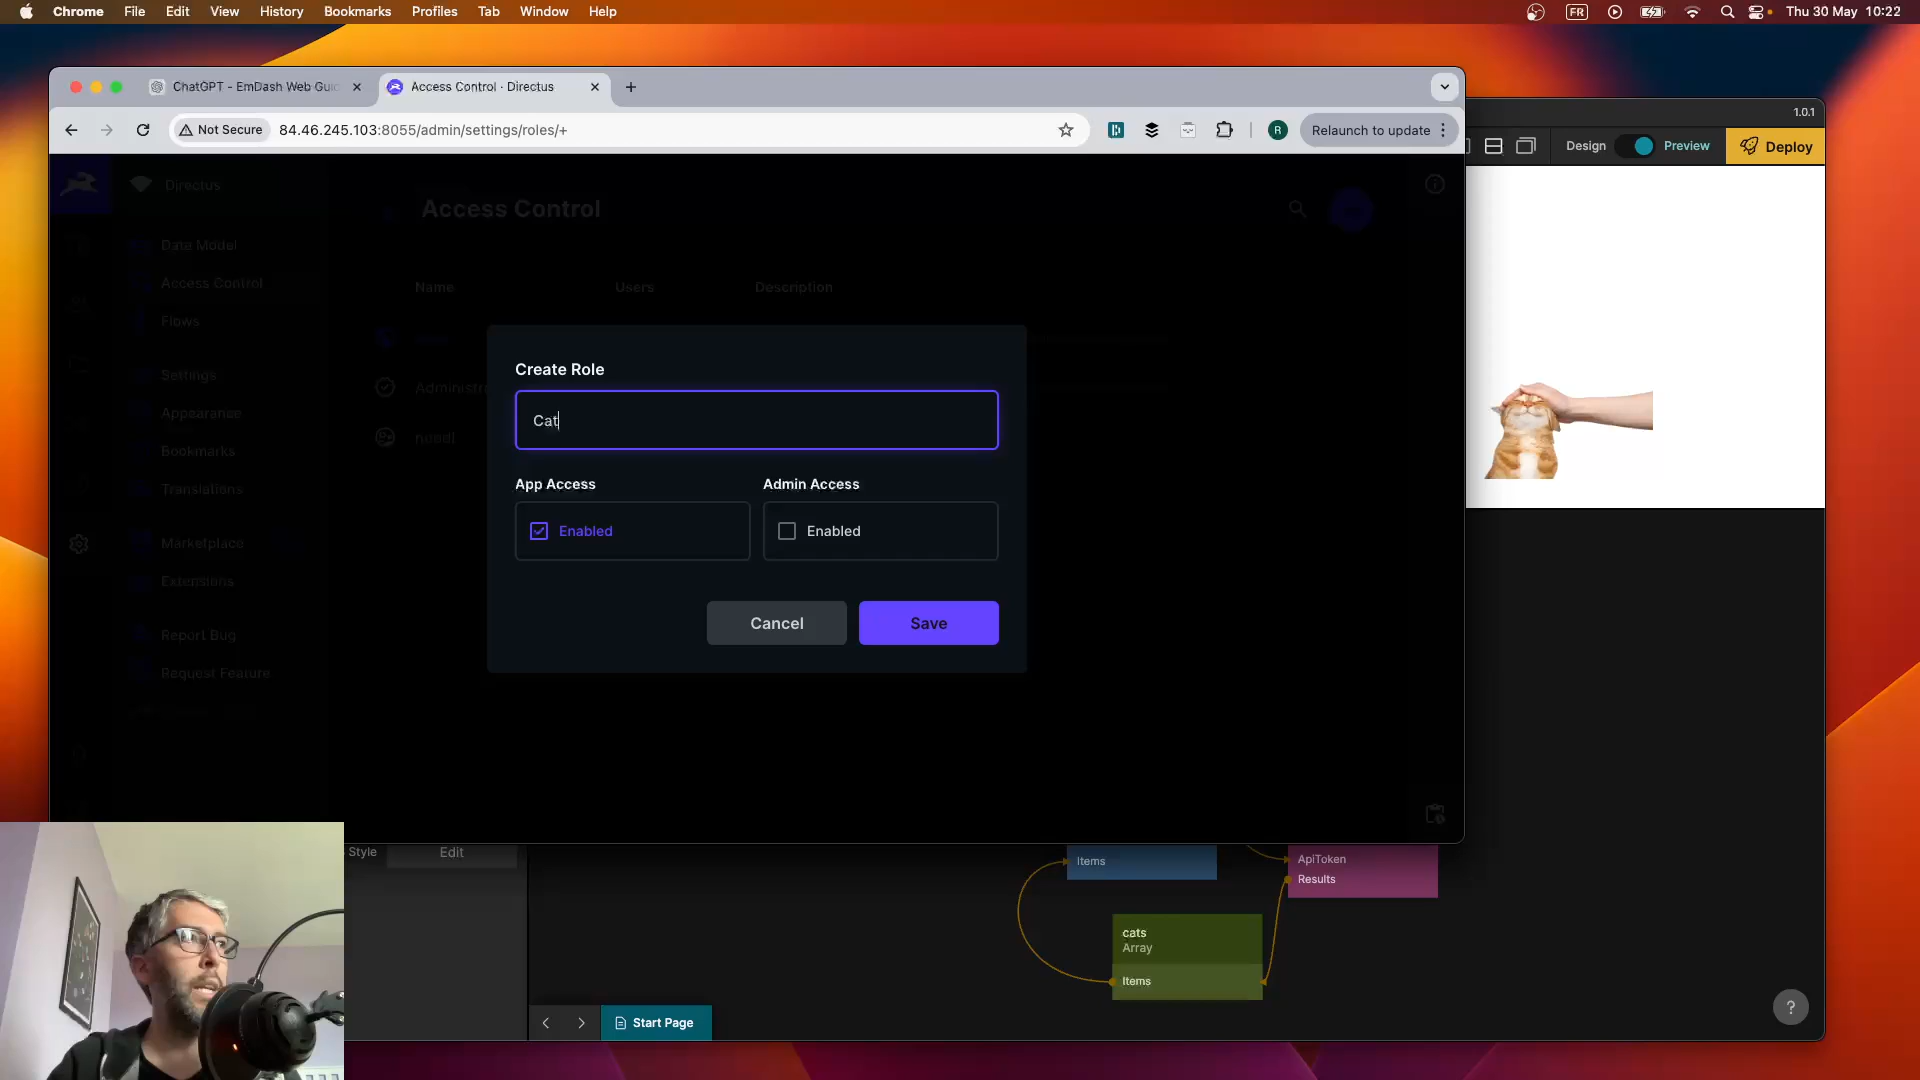 Chrome File Edit View History Bookmarks Profiles Tab Window Help FR Thu 30 May 10:22
ChatGPT - EmDash Web Gui Access Control · Directus
Not Secure 84.46.245.103:8055/admin/settings/roles/+ R Relaunch to update
1.0.1
Design Preview Deploy
Directus
Access Control
Data Model
Access Control
Flows
Settings
Appearance
Bookmarks
Translations
Marketplace
Extensions
Report Bug
Request Feature
Name Users Description
Administr
Create Role
Cat
App Access Admin Access
Enabled Enabled
Cancel Save
Style Edit
Items
ApiToken
Results
cats
Array
Items
Start Page
?